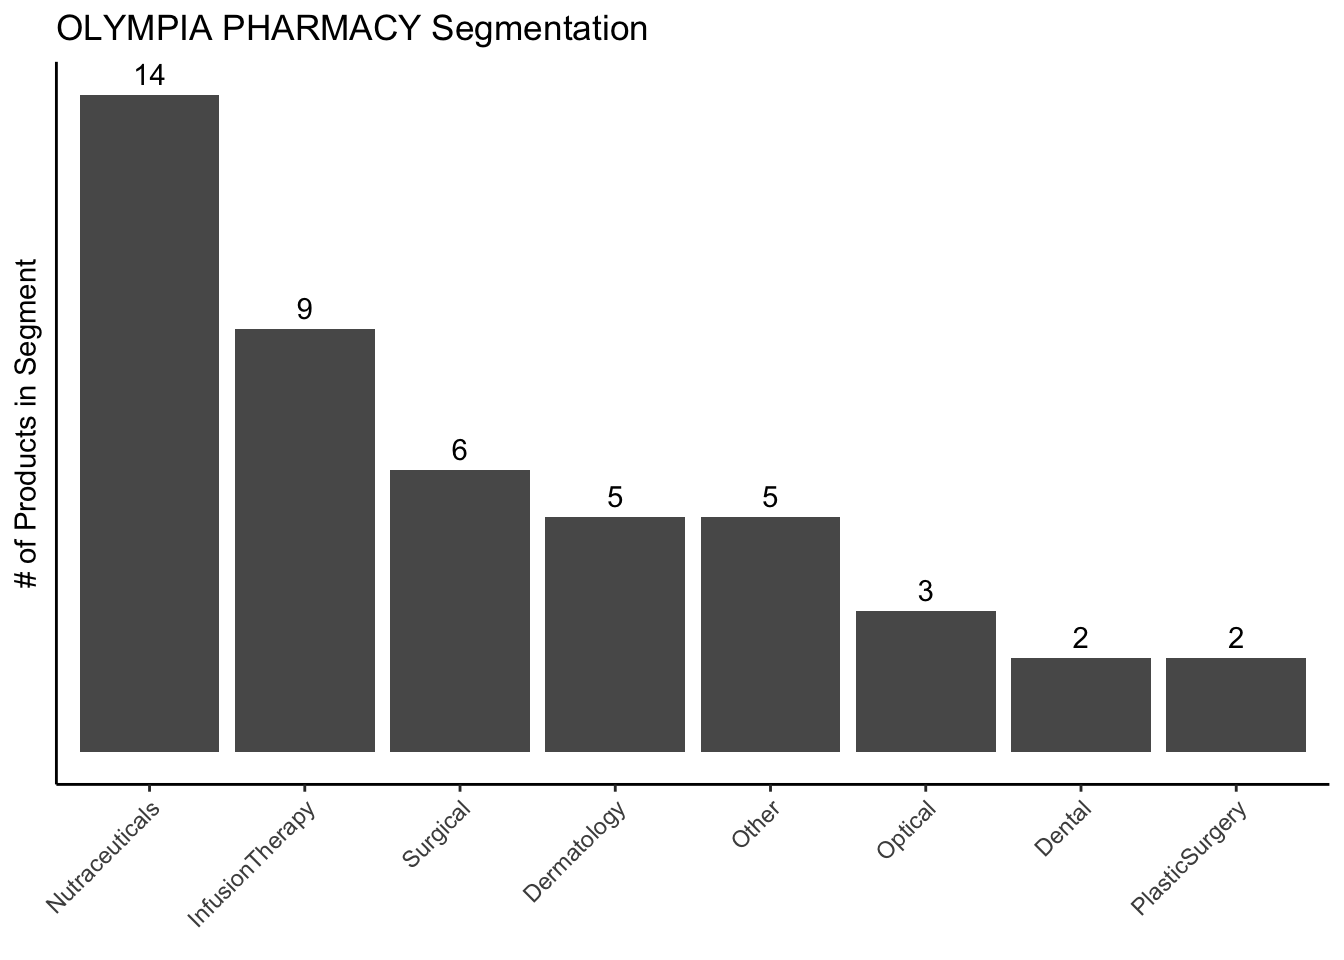 OLYMPIA PHARMACY Segmentation
# of Products in Segment
14
9
6
5
5
3
2
2
Nutraceuticals
InfusionTherapy
Surgical
Dermatology
Other
Optical
Dental
PlasticSurgery